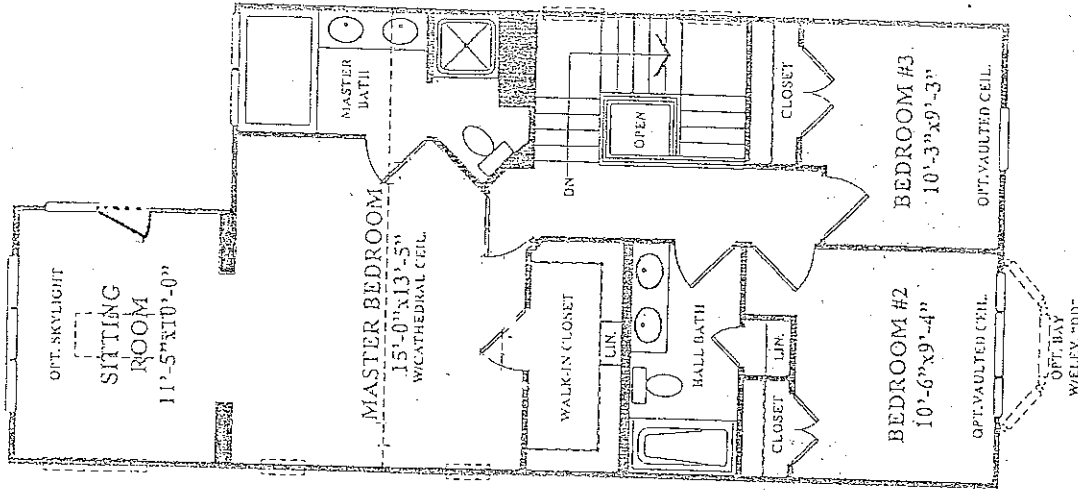 OPT. SKYLIGHT
SITTING
ROOM
11'-5"x10'-0"
MASTER
BATH
MASTER BEDROOM
15'-0"x13'-5"
W/CATHEDRAL CEIL.
WALK-IN CLOSET
LIN.
OPEN
DN
HALL BATH
LIN.
CLOSET
CLOSET
BEDROOM #3
10'-3"x9'-3"
OPT. VAULTED CEIL.
BEDROOM #2
10'-6"x9'-4"
OPT. VAULTED CEIL.
OPT. BAY